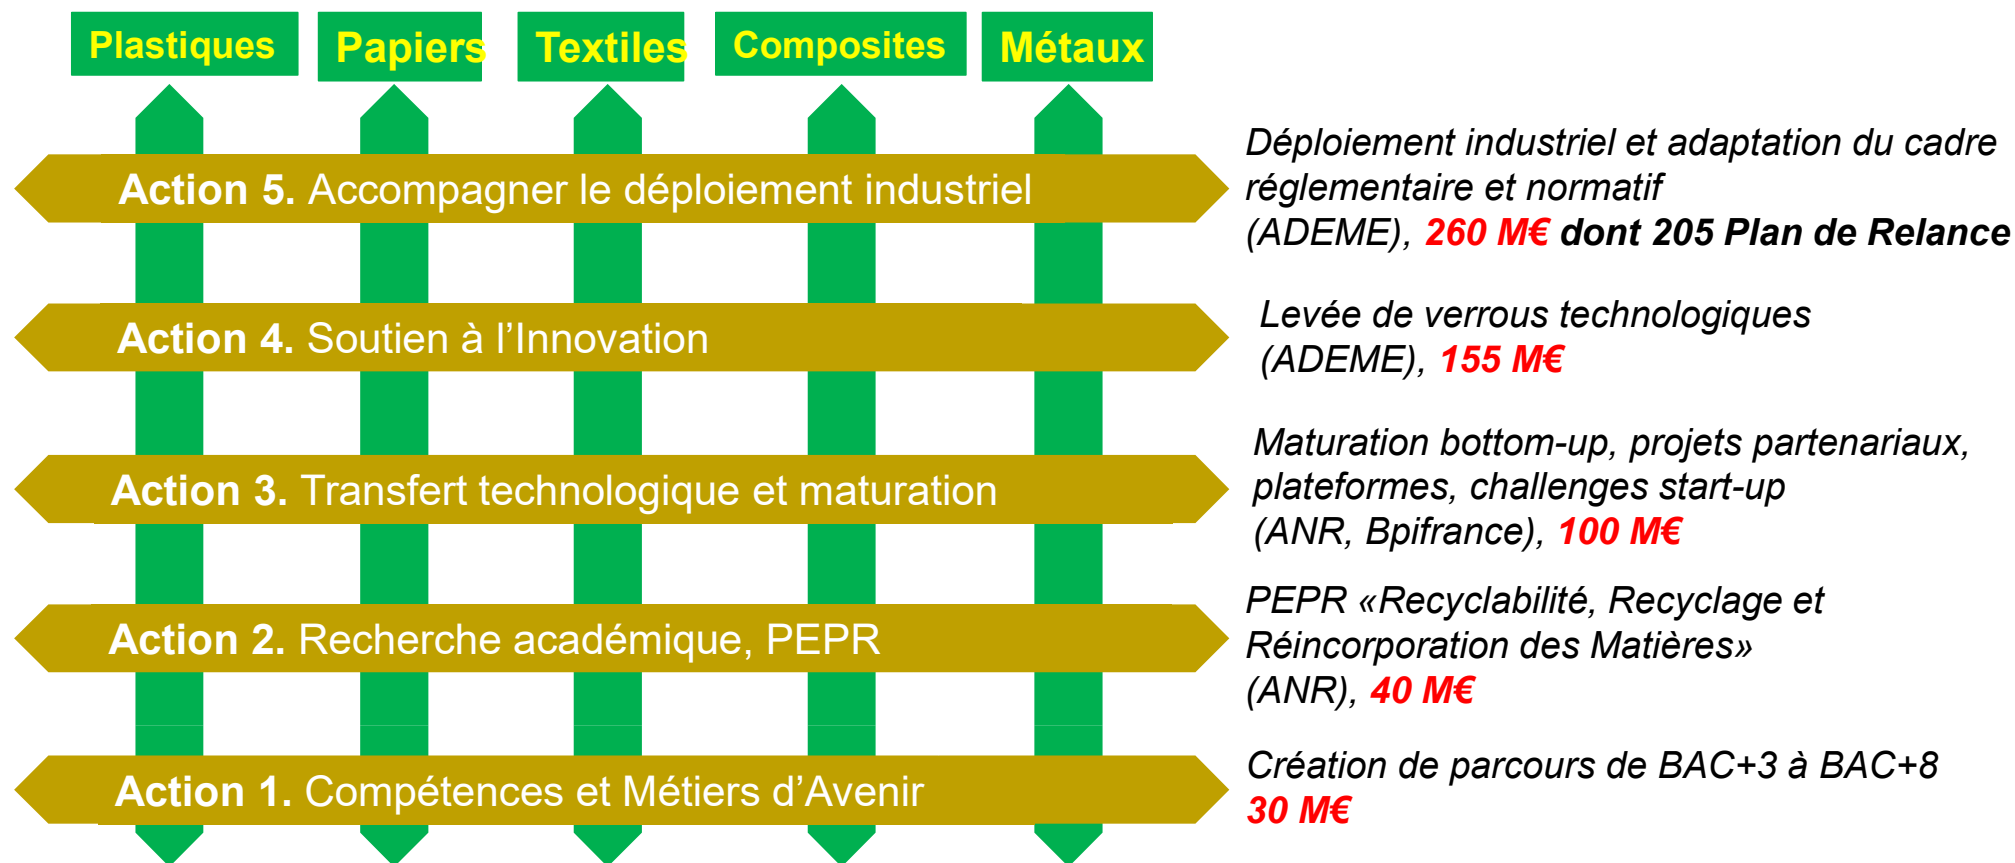 Plastiques
Papiers
Textiles
Composites
Métaux
Action 5. Accompagner le déploiement industriel
Déploiement industriel et adaptation du cadre
réglementaire et normatif
(ADEME), 260 M€ dont 205 Plan de Relance
Action 4. Soutien à l’Innovation
Levée de verrous technologiques
(ADEME), 155 M€
Action 3. Transfert technologique et maturation
Maturation bottom-up, projets partenariaux,
plateformes, challenges start-up
(ANR, Bpifrance), 100 M€
Action 2. Recherche académique, PEPR
PEPR «Recyclabilité, Recyclage et
Réincorporation des Matières»
(ANR), 40 M€
Action 1. Compétences et Métiers d’Avenir
Création de parcours de BAC+3 à BAC+8
30 M€